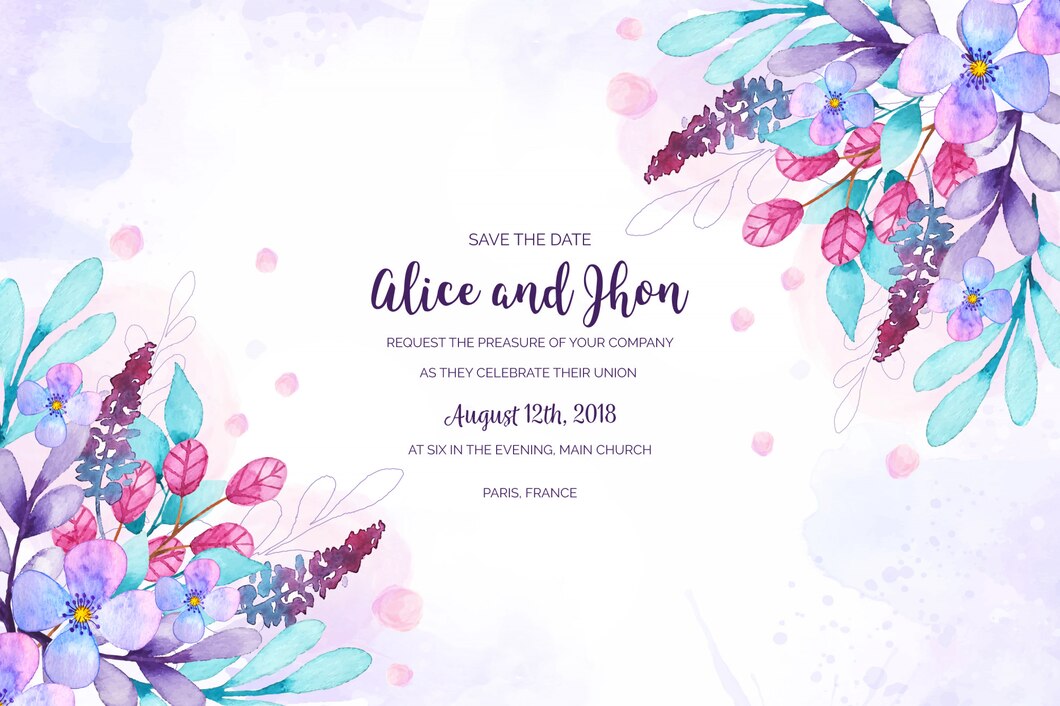 SAVE THE DATE
Alice and Jhon
REQUEST THE PREASURE OF YOUR COMPANY
AS THEY CELEBRATE THEIR UNION
August 12th, 2018
AT SIX IN THE EVENING, MAIN CHURCH
PARIS, FRANCE